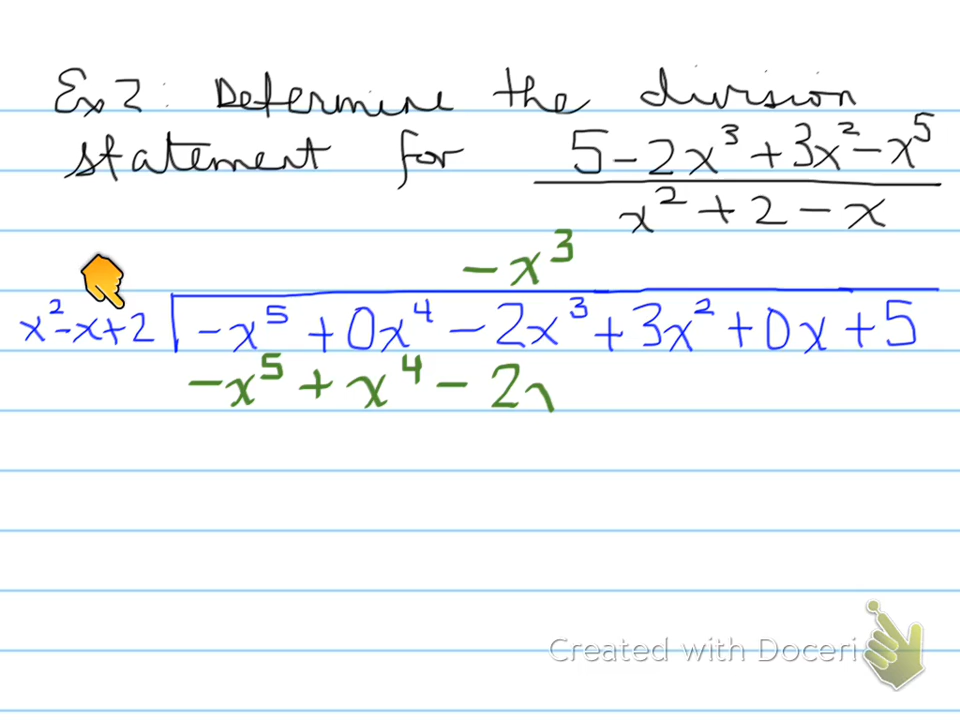 Ex 2: Determine the division
statement for 5 - 2x³ + 3x² - x⁵
x² + 2 - x
-x³
x² - x + 2 -x⁵ + 0x⁴ - 2x³ + 3x² + 0x + 5
-x⁵ + x⁴ - 2
Created with Doceri